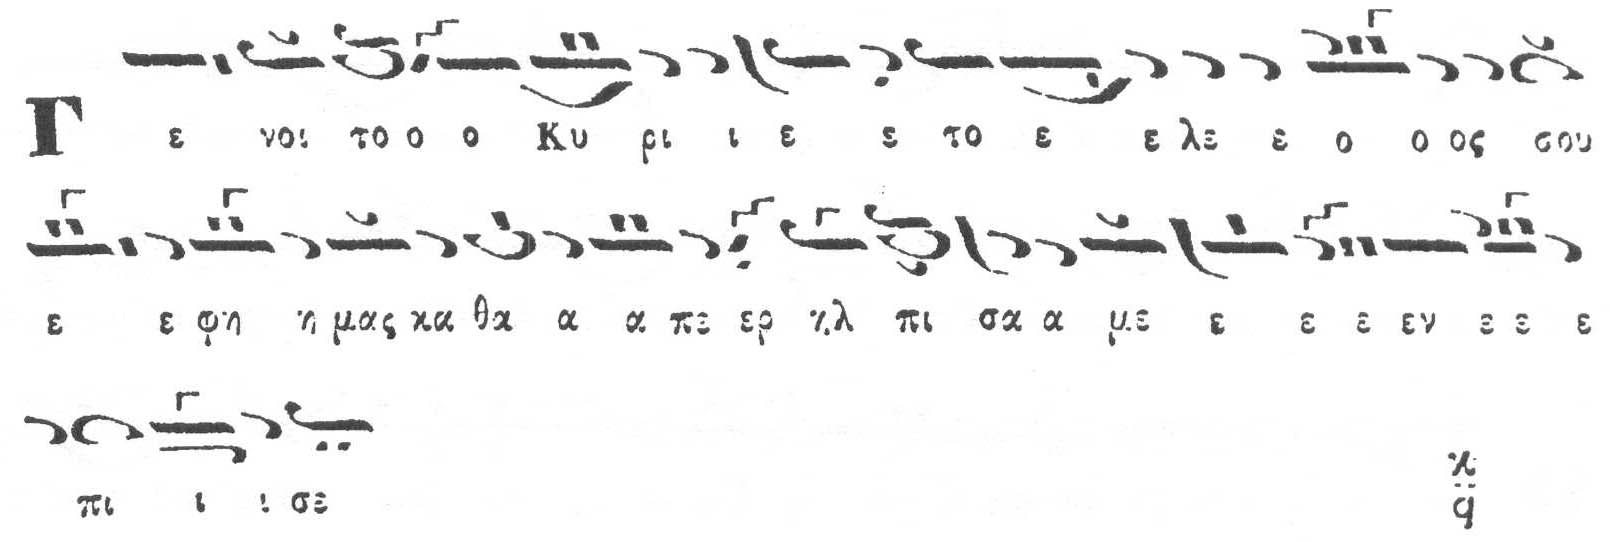 Γ ε νοι το ο ο Κυ ρι ι ε ε το ε ε λε ε ο ο ος σου
ε ε φη η μας κα θα α α πε ερ ηλ πι σα α με ε ε ε εν ε ε ε
πι ι ι σε